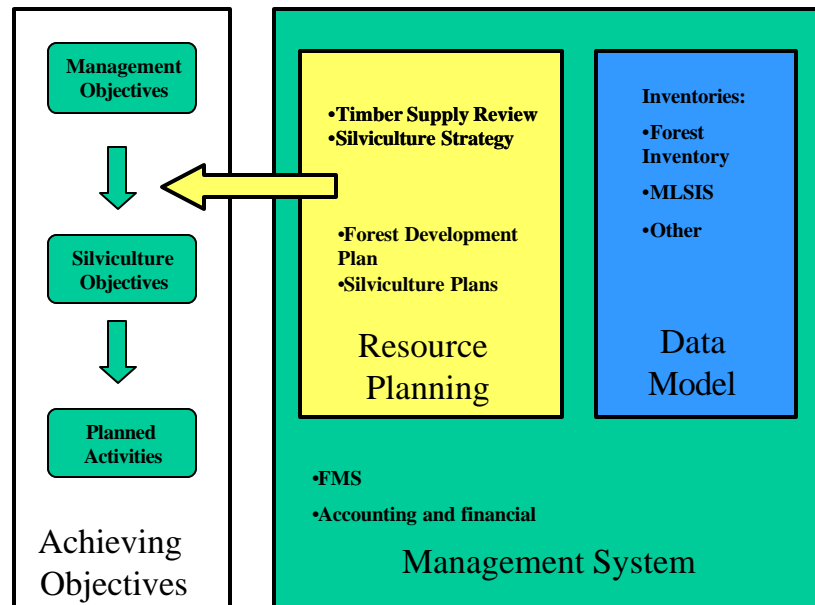 Management
Objectives
Silviculture
Objectives
Planned
Activities
Achieving
Objectives
•Timber Supply Review
•Silviculture Strategy
•Forest Development
Plan
•Silviculture Plans
Resource
Planning
Inventories:
•Forest
Inventory
•MLSIS
•Other
Data
Model
•FMS
•Accounting and financial
Management System